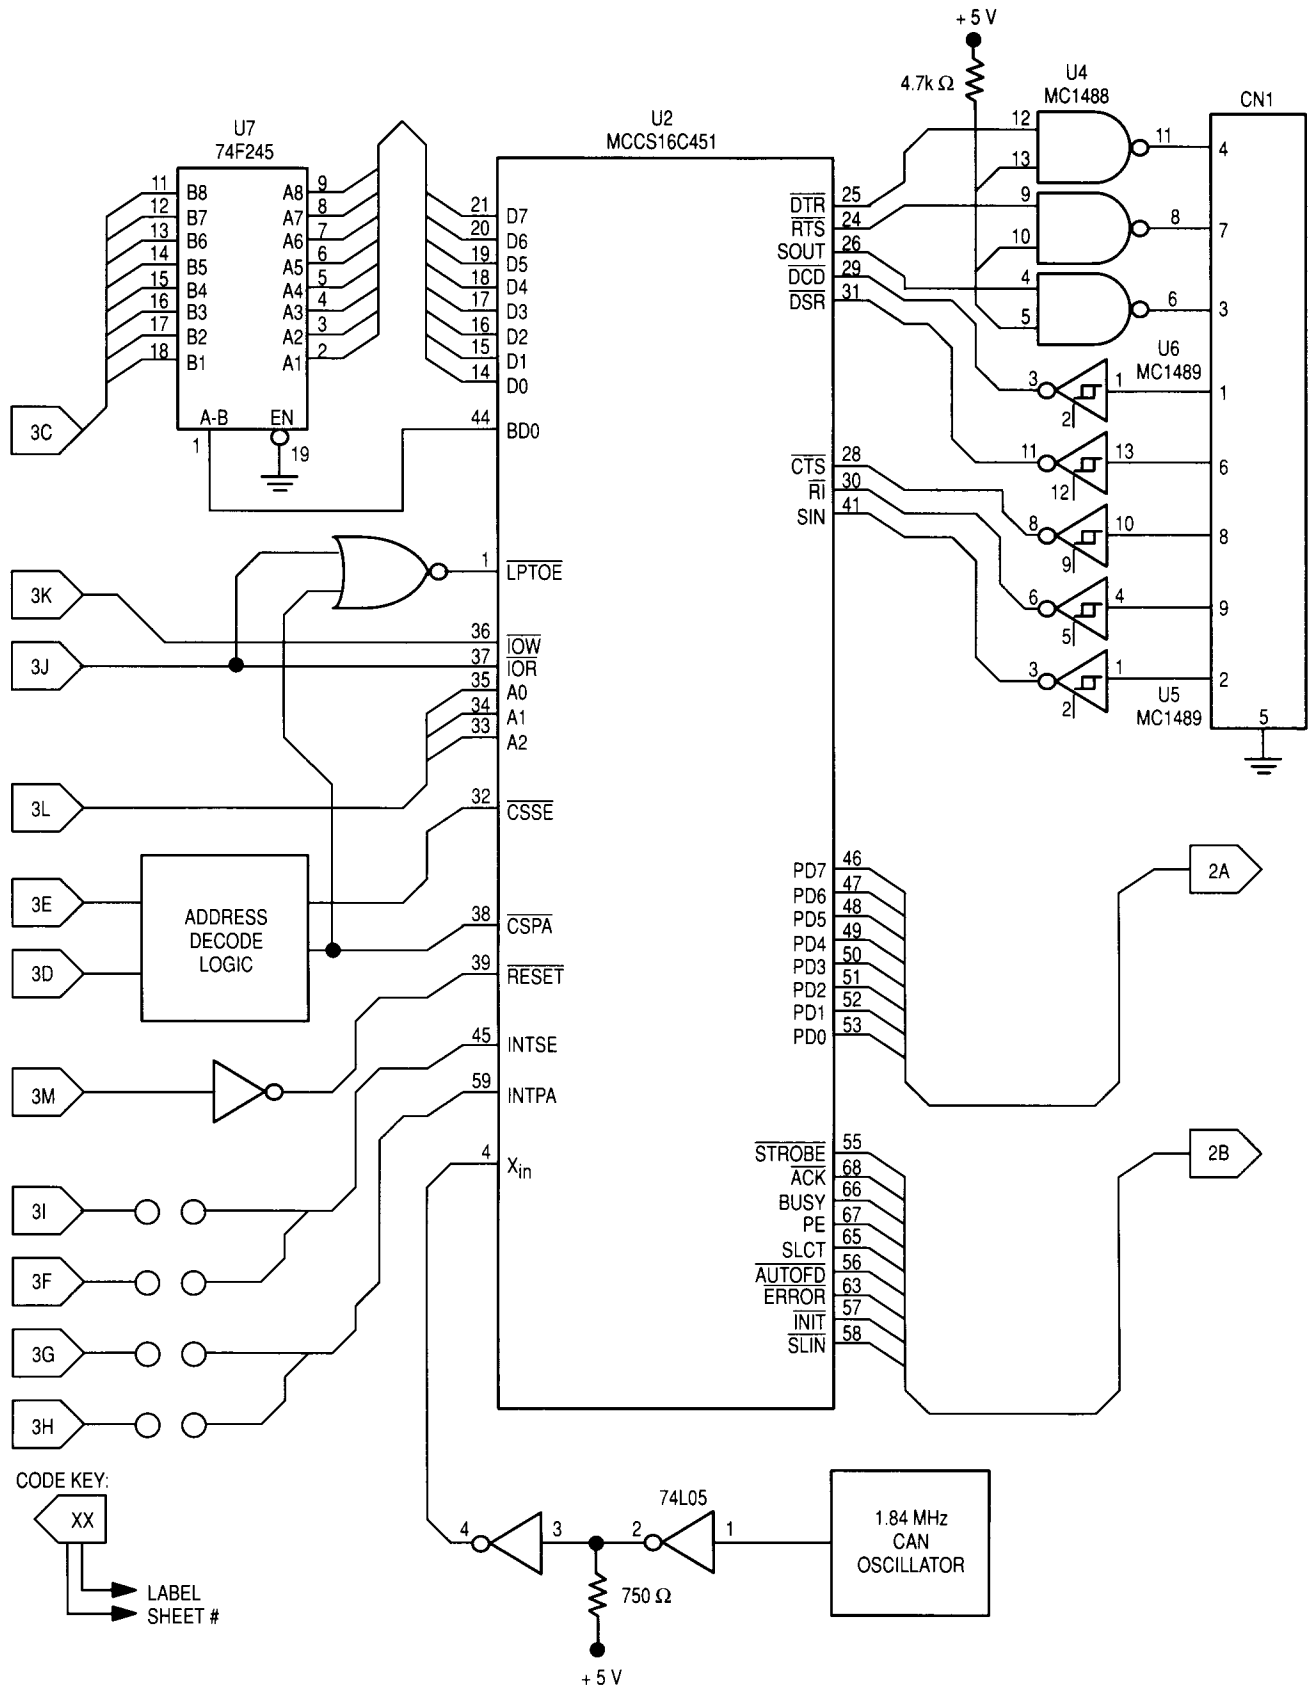 + 5 V
4.7k Ω
U4
MC1488
CN1
U2
MCCS16C451
U7
74F245
12
11
4
13
9
8
7
10
4
6
3
5
U6
MC1489
3
1
1
2
11
13
6
12
8
10
8
9
6
4
9
5
3
1
2
2
U5
MC1489
5
11 B8 A8 9
12 B7 A7 8
13 B6 A6 7
14 B5 A5 6
15 B4 A4 5
16 B3 A3 4
17 B2 A2 3
18 B1 A1 2
A-B EN
1
19
3C
21 D7
20 D6
19 D5
18 D4
17 D3
16 D2
15 D1
14 D0
44 BD0
1 LPTOE
36 IOW
37 IOR
35 A0
34 A1
33 A2
32 CSSE
38 CSPA
39 RESET
45 INTSE
59 INTPA
4 Xin
DTR 25
RTS 24
SOUT 26
DCD 29
DSR 31
CTS 28
RI 30
SIN 41
PD7 46
PD6 47
PD5 48
PD4 49
PD3 50
PD2 51
PD1 52
PD0 53
STROBE 55
ACK 68
BUSY 66
PE 67
SLCT 65
AUTOFD 56
ERROR 63
INIT 57
SLIN 58
2A
2B
3K
3J
3L
3E
3D
ADDRESS
DECODE
LOGIC
3M
3I
3F
3G
3H
CODE KEY:
XX
LABEL
SHEET #
74L05
4
3
2
1
750 Ω
+ 5 V
1.84 MHz
CAN
OSCILLATOR